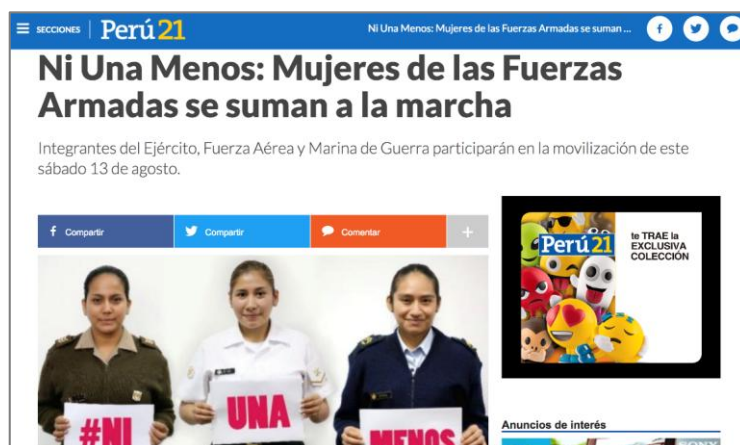 SECCIONES
Perú21
Ni Una Menos: Mujeres de las Fuerzas Armadas se suman ...
Ni Una Menos: Mujeres de las Fuerzas
Armadas se suman a la marcha
Integrantes del Ejército, Fuerza Aérea y Marina de Guerra participarán en la movilización de este
sábado 13 de agosto.
Compartir
Compartir
Comentar
Perú21
te TRAE la
EXCLUSIVA
COLECCIÓN
#NI
UNA
MENOS
Anuncios de interés
SONY